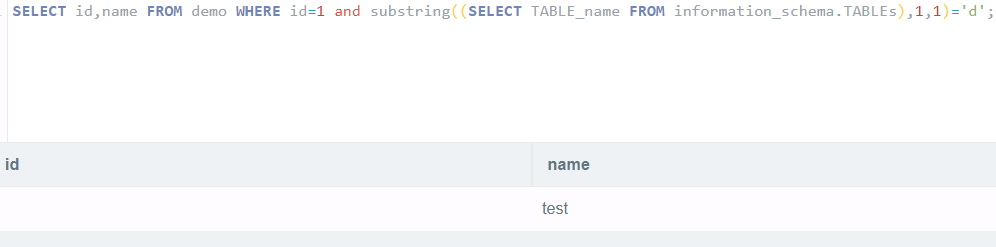 SELECT id,name FROM demo WHERE id=1 and substring((SELECT TABLE_name FROM information_schema.TABLEs),1,1)='d';
id name
test